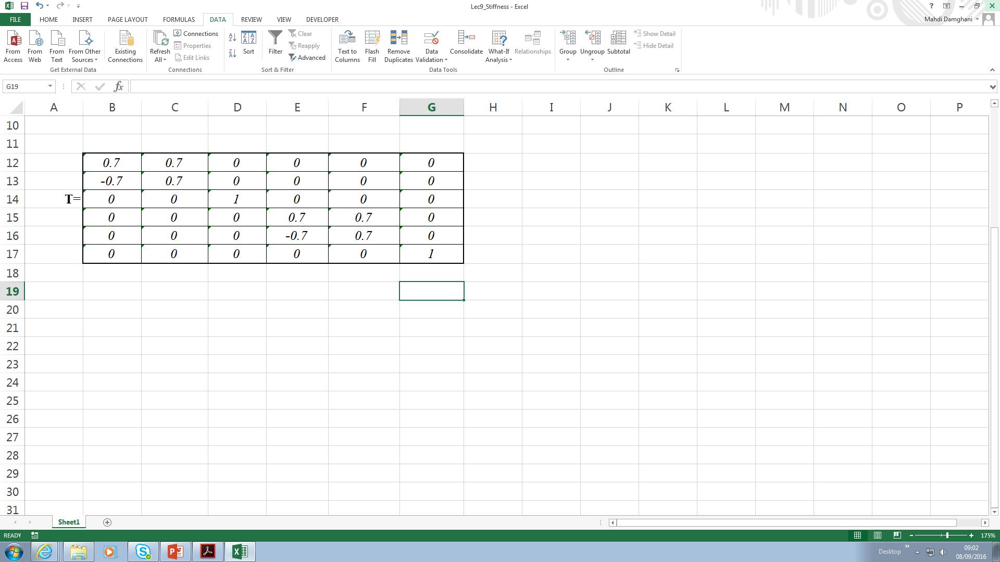 Lec9_Stiffness - Excel
?
FILE HOME INSERT PAGE LAYOUT FORMULAS DATA REVIEW VIEW DEVELOPER
Mahdi Damghani
From Access
From Web
From Text
From Other Sources
Existing Connections
Get External Data
Refresh All
Connections
Properties
Edit Links
Connections
Sort
Filter
Clear
Reapply
Advanced
Sort & Filter
Text to Columns
Flash Fill
Remove Duplicates
Data Validation
Consolidate
What-If Analysis
Relationships
Data Tools
Group
Ungroup
Subtotal
Show Detail
Hide Detail
Outline
G19
fx
A B C D E F G H I J K L M N O P
10
11
12 0.7 0.7 0 0 0 0
13 -0.7 0.7 0 0 0 0
14 T= 0 0 1 0 0 0
15 0 0 0 0.7 0.7 0
16 0 0 0 -0.7 0.7 0
17 0 0 0 0 0 1
18
19
20
21
22
23
24
25
26
27
28
29
30
31
Sheet1
READY
175%
Desktop
09:02
08/09/2016